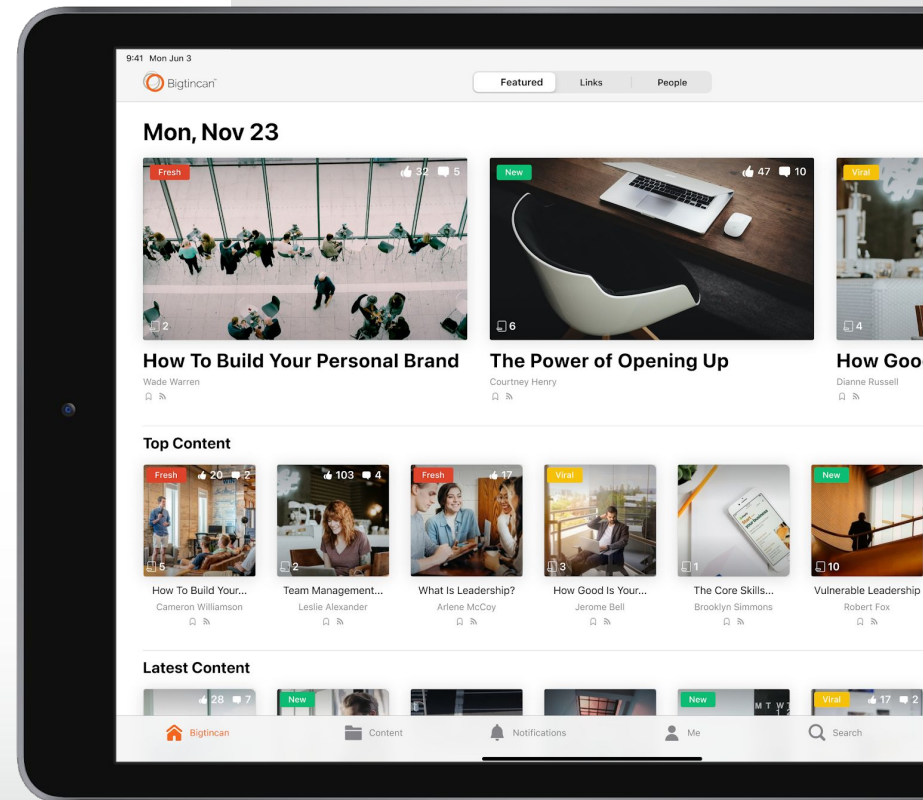 9:41 Mon Jun 3
Bigtincan
Featured Links People
Mon, Nov 23
Fresh 32 5
New 47 10
Viral
2
6
4
How To Build Your Personal Brand
The Power of Opening Up
How Goo
Wade Warren
Courtney Henry
Dianne Russell
Top Content
Fresh 20 2
103 4
Fresh 17
Viral
New
5
2
3
1
10
How To Build Your...
Team Management...
What Is Leadership?
How Good Is Your...
The Core Skills...
Vulnerable Leadership
Cameron Williamson
Leslie Alexander
Arlene McCoy
Jerome Bell
Brooklyn Simmons
Robert Fox
Latest Content
28 7
New
New
M T W
Viral 17 2
Bigtincan
Content
Notifications
Me
Search